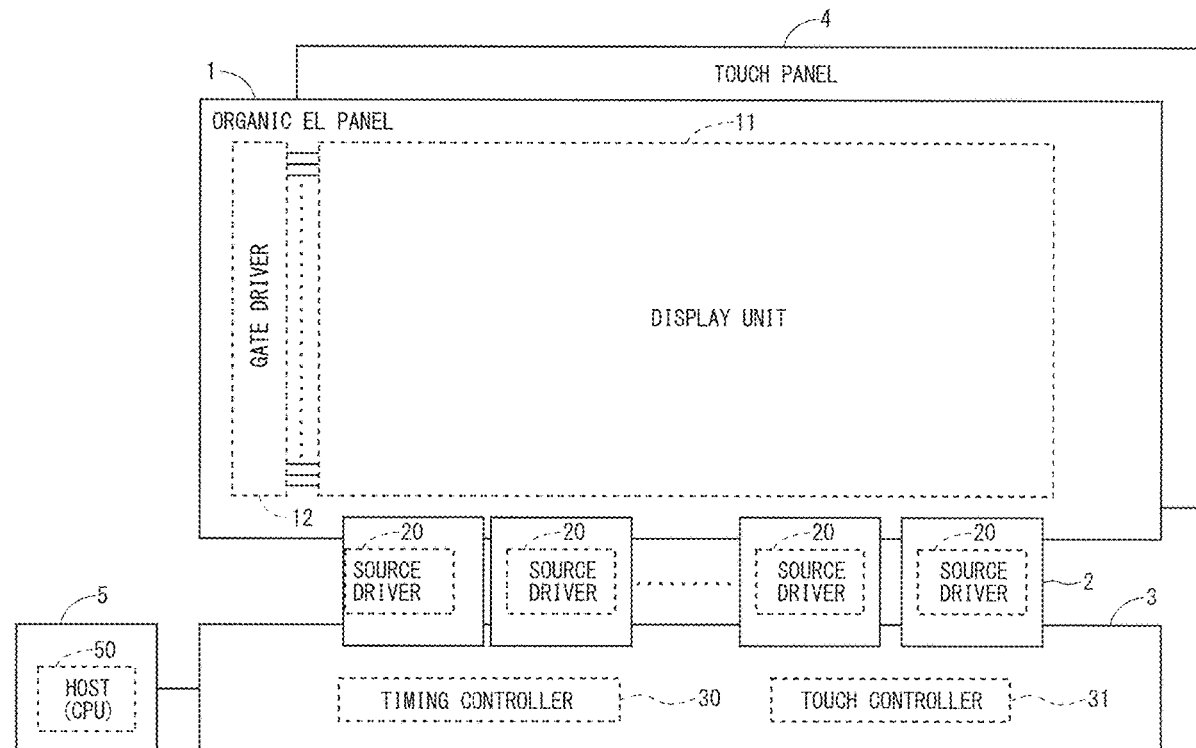 4
TOUCH PANEL
1
ORGANIC EL PANEL
11
GATE DRIVER
DISPLAY UNIT
12
20
20
20
20
SOURCE
DRIVER
SOURCE
DRIVER
SOURCE
DRIVER
SOURCE
DRIVER
2
5
3
50
HOST
(CPU)
TIMING CONTROLLER
30
TOUCH CONTROLLER
31